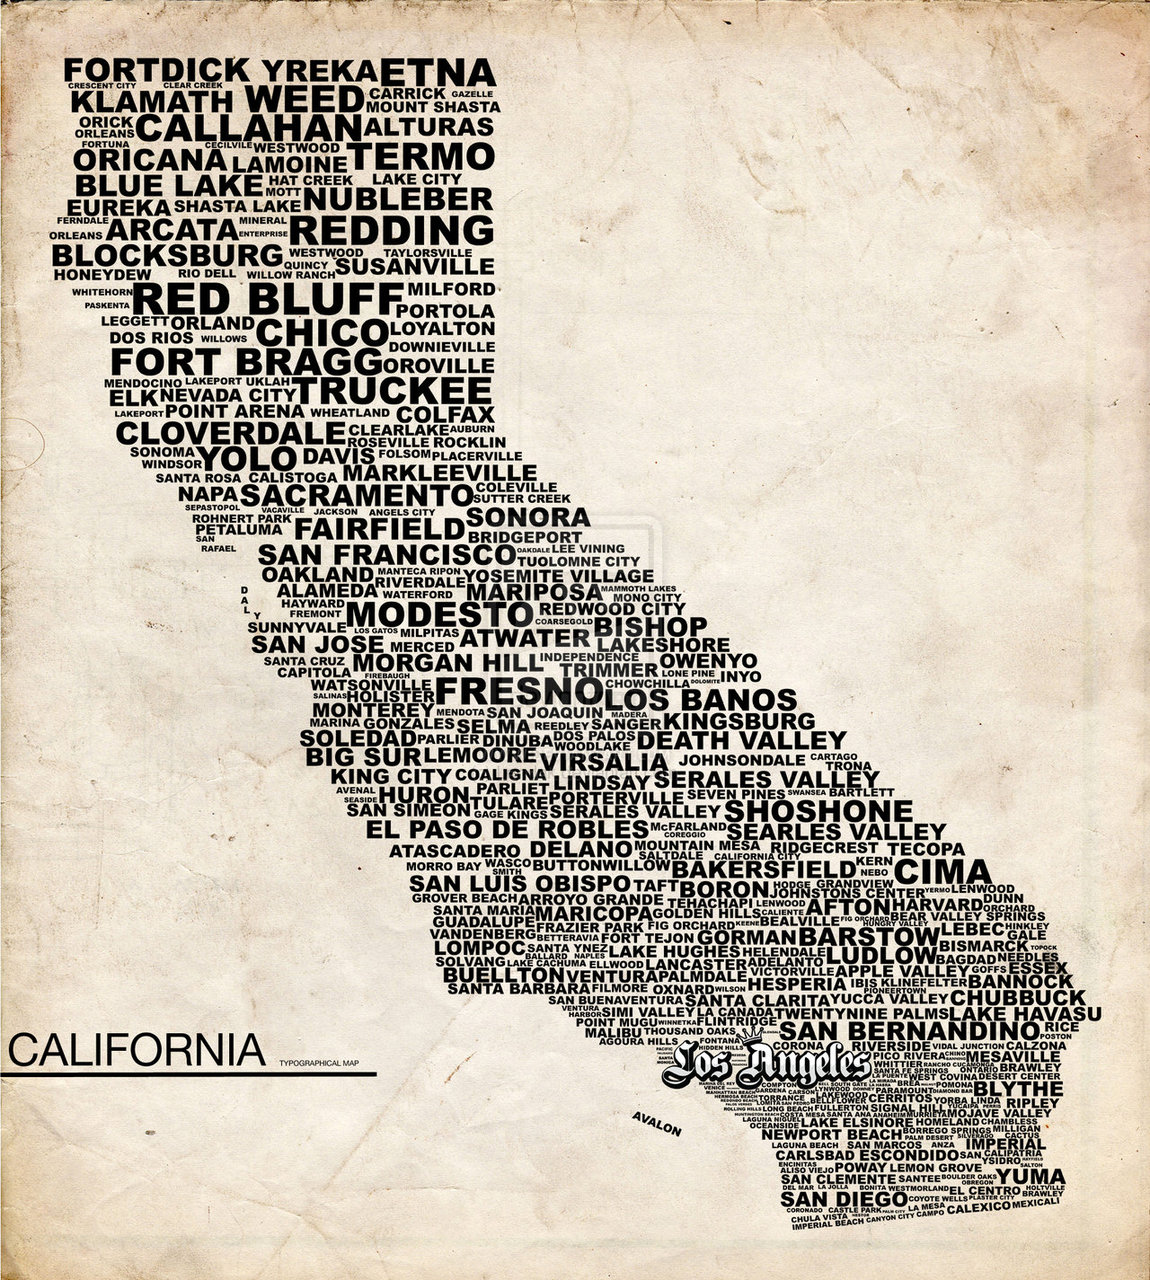 FORTDICK YREKA ETNA
CRESCENT CITY CLEAR CREEK
KLAMATH WEED CARRICK GAZELLE
MOUNT SHASTA
ORICK CALLAHAN ALTURAS
ORLEANS
FORTUNA CECILVILE WESTWOOD
ORICANA LAMOINE TERMO
BLUE LAKE HAT CREEK LAKE CITY
MOTT NUBLEBER
EUREKA SHASTA LAKE
FERNDALE ARCATA MINERAL REDDING
ORLEANS ENTERPRISE
BLOCKSBURG WESTWOOD TAYLORSVILLE
QUINCY SUSANVILLE
HONEYDEW RIO DELL WILLOW RANCH
WHITEHORN RED BLUFF MILFORD
PASKENTA PORTOLA
LEGGETT ORLAND CHICO LOYALTON
DOS RIOS WILLOWS DOWNIEVILLE
FORT BRAGG OROVILLE
MENDOCINO LAKEPORT UKLAH TRUCKEE
ELK NEVADA CITY
LAKEPORT POINT ARENA WHEATLAND COLFAX
CLOVERDALE CLEARLAKE AUBURN
ROSEVILLE ROCKLIN
SONOMA YOLO DAVIS FOLSOM PLACERVILLE
WINDSOR MARKLEEVILLE
SANTA ROSA CALISTOGA
NAPA SACRAMENTO COLEVILLE
SUTTER CREEK
SEPASTOPOL VACAVILLE JACKSON ANGELS CITY
ROHNERT PARK FAIRFIELD SONORA
PETALUMA BRIDGEPORT
SAN RAFAEL
SAN FRANCISCO OAKDALE LEE VINING
TUOLOMNE CITY
OAKLAND MANTECA RIPON YOSEMITE VILLAGE
RIVERDALE
ALAMEDA WATERFORD MARIPOSA MAMMOTH LAKES
MONO CITY
DALY
HAYWARD MODESTO REDWOOD CITY
FREMONT COARSEGOLD BISHOP
SUNNYVALE LOS GATOS MILPITAS ATWATER
SAN JOSE MERCED LAKESHORE
SANTA CRUZ MORGAN HILL INDEPENDENCE OWENYO
CAPITOLA FIREBAUGH TRIMMER LONE PINE INYO
WATSONVILLE FRESNO CHOWCHILLA DOLOMITE
SALINAS HOLISTER LOS BANOS
MONTEREY MENDOTA SAN JOAQUIN MADERA
MARINA GONZALES SELMA REEDLEY SANGER KINGSBURG
SOLEDAD PARLIER DINUBA DOS PALOS DEATH VALLEY
WOODLAKE
BIG SUR LEMOORE VIRSALIA JOHNSONDALE CARTAGO
TRONA
KING CITY COALIGNA LINDSAY SERALES VALLEY
AVENAL HURON PARLIET PORTERVILLE SEVEN PINES SWANSEA BARTLETT
SEASIDE TULARE
SAN SIMEON GAGE KINGS SERALES VALLEY SHOSHONE
EL PASO DE ROBLES McFARLAND SEARLES VALLEY
COREGGIO
ATASCADERO DELANO MOUNTAIN MESA RIDGECREST TECOPA
SALTDALE CALIFORNIA CITY
MORRO BAY WASCO BUTTONWILLOW BAKERSFIELD KERN CIMA
SMITH NEBO
SAN LUIS OBISPO TAFT BORON HODGE GRANDVIEW
JOHNSTONS CENTER YERMO LENWOOD
GROVER BEACH ARROYO GRANDE TEHACHAPI LENWOOD AFTON HARVARD DUNN
ORCHARD
SANTA MARIA MARICOPA GOLDEN HILLS CALIENTE BEAR VALLEY SPRINGS
GUADALUPE FRAZIER PARK FIG ORCHARD KEENE BEALVILLE FIG ORCHARD HUNGRY VALLEY LEBEC HINKLEY
VANDENBERG BETTERAVIA FORT TEJON GORMAN BARSTOW GALE
LOMPOC SANTA YNEZ LAKE HUGHES HELENDALE LUDLOW BISMARCK TOPOCK
BALLARD NAPLES BAGDAD NEEDLES
SOLVANG LAKE CACHUMA ELLWOOD LANCASTER ADELANTO
BUELLTON VENTURA PALMDALE VICTORVILLE APPLE VALLEY GOFFS ESSEX
SANTA BARBARA FILMORE OXNARD WILSON HESPERIA IBIS KLINEFELTER BANNOCK
PIONEERTOWN
SAN BUENAVENTURA SANTA CLARITA YUCCA VALLEY CHUBBUCK
VENTURA HARBOR SIMI VALLEY LA CANADA TWENTYNINE PALMS LAKE HAVASU
POINT MUGU WINNETKA FLINTRIDGE SAN BERNANDINO RICE
MALIBU THOUSAND OAKS POSTON
AGOURA HILLS FONTANA CORONA RIVERSIDE VIDAL JUNCTION CALZONA
HIDDEN HILLS
Los Angeles PICO RIVERA CHINO MESAVILLE
WHITTIER RANCHO CUCAMONGA
SANTA FE SPRINGS ONTARIO BRAWLEY
LA PUENTE WEST COVINA DESERT CENTER
COMPTON SOUTH GATE LA MIRADA BREA POMONA BLYTHE
VENICE LYNWOOD DOWNEY PARAMOUNT DIAMOND BAR
MANHATTAN BEACH GARDENA CARSON LAKEWOOD CERRITOS YORBA LINDA RIPLEY
HERMOSA BEACH TORRANCE BELLFLOWER
LOMITA SAN PEDRO YUCAIPA
ROLLING HILLS LONG BEACH FULLERTON SIGNAL HILL MOJAVE VALLEY
HUNTINGTON BEACH COSTA MESA SANTA ANA ANAHEIM MURRIETA
LAGUNA NIGUEL LAKE ELSINORE HOMELAND CHAMBLESS
OCEANSIDE
NEWPORT BEACH BORREGO SPRINGS MILLIGAN
PALM DESERT SILVERADO CACTUS
LAGUNA BEACH SAN MARCOS ANZA IMPERIAL
CARLSBAD ESCONDIDO SAN YSIDRO CALIPATRIA
ENCINITAS
ALISO VIEJO POWAY LEMON GROVE SALTON
SAN CLEMENTE SANTEE BOULDER OAKS YUMA
OBREGON
DEL MAR LA JOLLA BONITA WESTMORLAND EL CENTRO HOLTVILLE
BRAWLEY
SAN DIEGO COYOTE WELLS PLASTER CITY
CORONADO CASTLE PARK PALM CITY LA MESA CALEXICO MEXICALI
CHULA VISTA NESTOR CAMPO
IMPERIAL BEACH CANYON CITY
AVALON
CALIFORNIA TYPOGRAPHICAL MAP